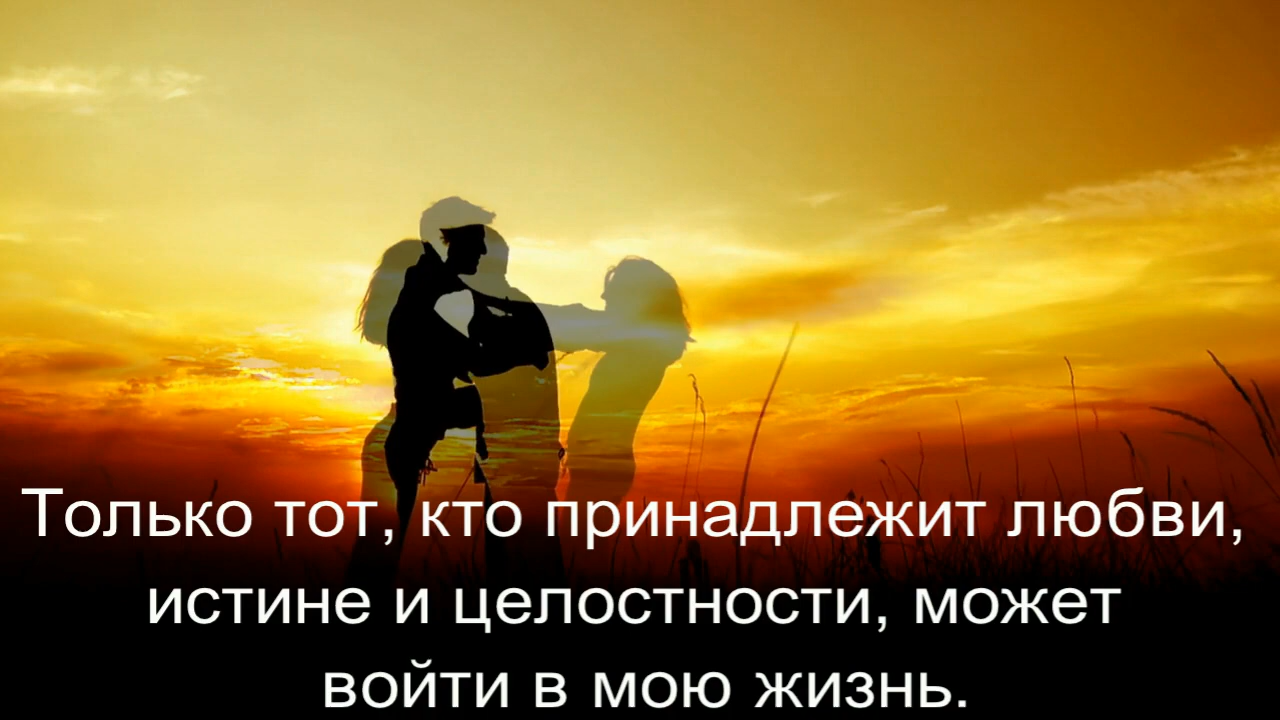 Только тот, кто принадлежит любви,
истине и целостности, может
войти в мою жизнь.